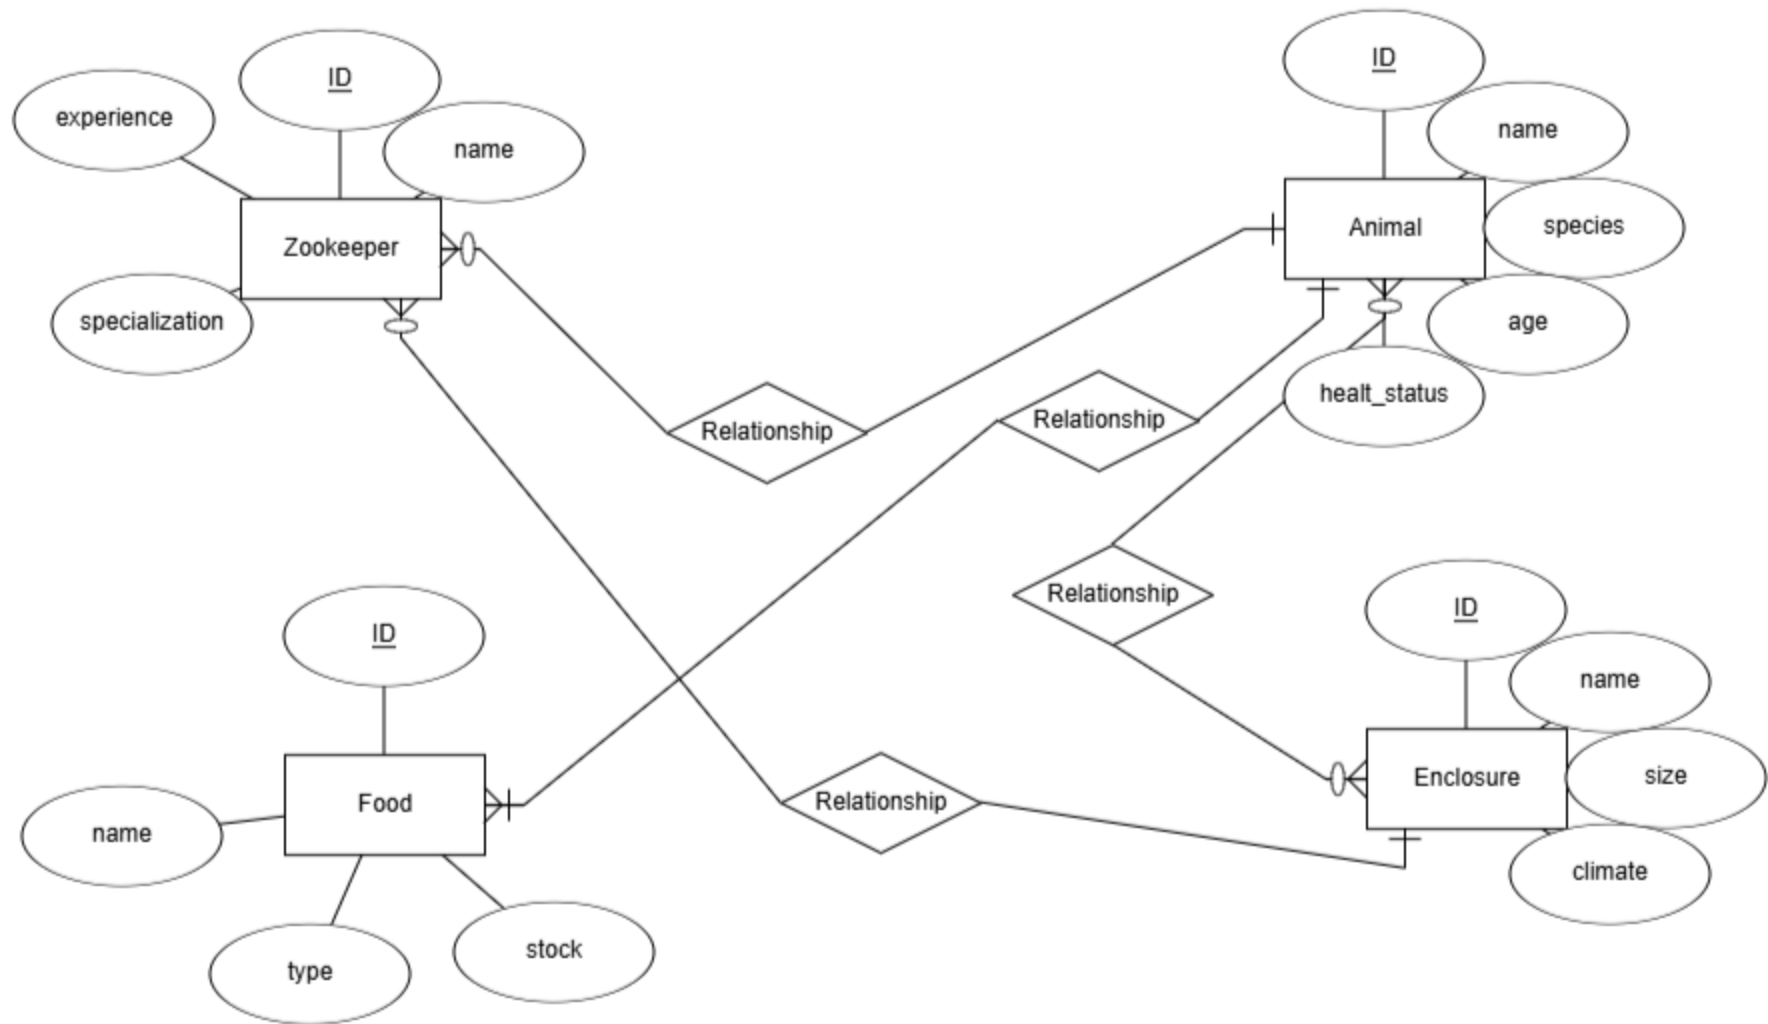 ID
experience
name
Zookeeper
specialization
ID
name
Animal
species
age
healt_status
Relationship
Relationship
Relationship
Relationship
ID
name
Food
type
stock
ID
name
Enclosure
size
climate